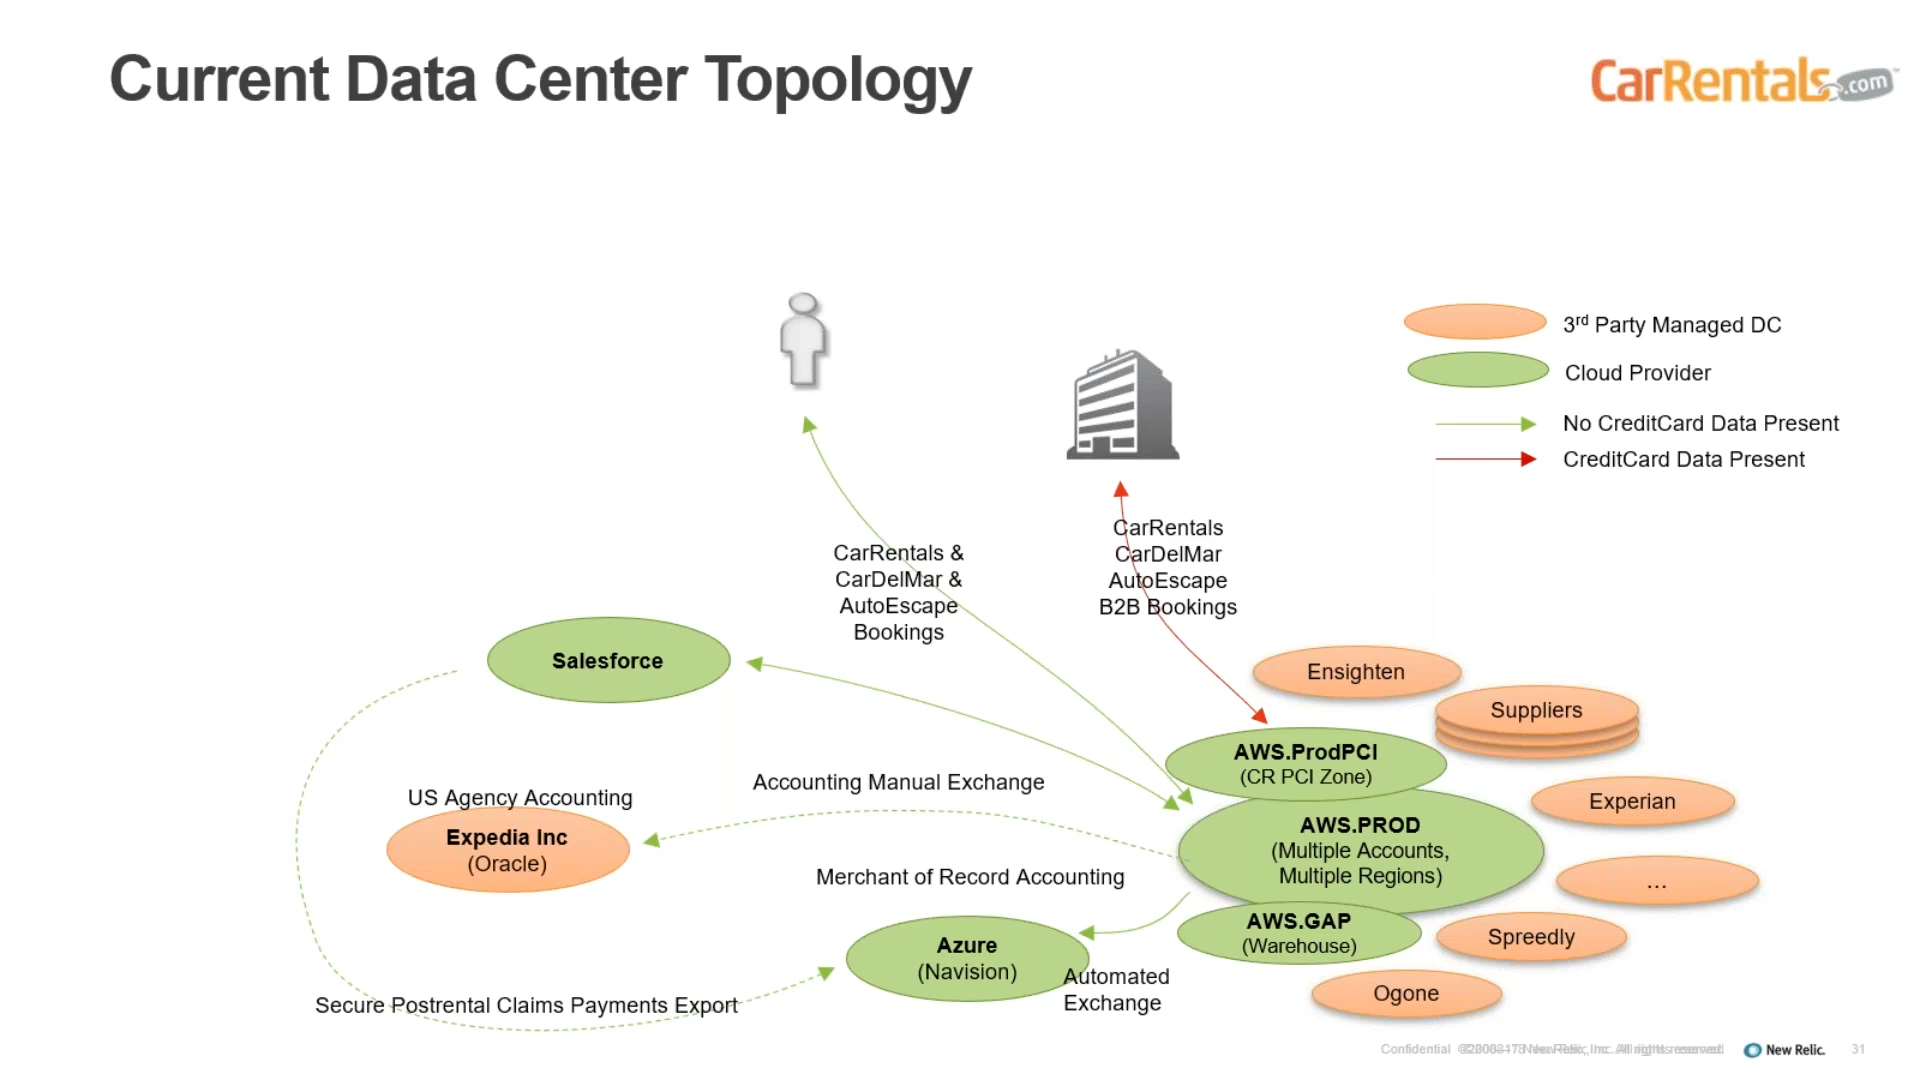 Current Data Center Topology
CarRentals.com
3rd Party Managed DC
Cloud Provider
No CreditCard Data Present
CreditCard Data Present
CarRentals &
CarDelMar &
AutoEscape
Bookings
CarRentals
CarDelMar
AutoEscape
B2B Bookings
Salesforce
Ensighten
Suppliers
AWS.ProdPCI
(CR PCI Zone)
Accounting Manual Exchange
US Agency Accounting
Expedia Inc
(Oracle)
Experian
AWS.PROD
(Multiple Accounts,
Multiple Regions)
Merchant of Record Accounting
...
AWS.GAP
(Warehouse)
Spreedly
Azure
(Navision)
Automated
Exchange
Ogone
Secure Postrental Claims Payments Export
Confidential
New Relic.
31